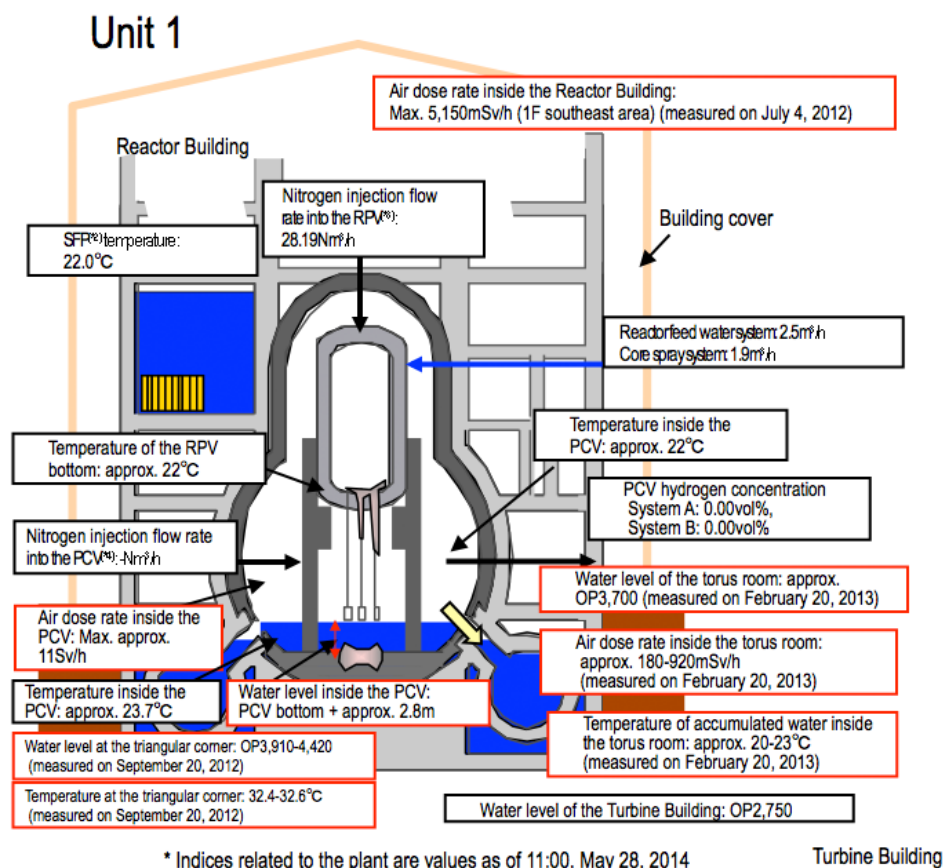 Unit 1
Air dose rate inside the Reactor Building:
Max. 5,150mSv/h (1F southeast area) (measured on July 4, 2012)
Reactor Building
Nitrogen injection flow
rate into the RPV(*3):
28.19Nm³/h
SFP(*2) temperature:
22.0°C
Building cover
Reactor feed water system: 2.5m³/h
Core spray system: 1.9m³/h
Temperature inside the
PCV: approx. 22°C
Temperature of the RPV
bottom: approx. 22°C
PCV hydrogen concentration
System A: 0.00vol%,
System B: 0.00vol%
Nitrogen injection flow rate
into the PCV(*4): -Nm³/h
Water level of the torus room: approx.
OP3,700 (measured on February 20, 2013)
Air dose rate inside the
PCV: Max. approx.
11Sv/h
Air dose rate inside the torus room:
approx. 180-920mSv/h
(measured on February 20, 2013)
Temperature inside the
PCV: approx. 23.7°C
Water level inside the PCV:
PCV bottom + approx. 2.8m
Temperature of accumulated water inside
the torus room: approx. 20-23°C
(measured on February 20, 2013)
Water level at the triangular corner: OP3,910-4,420
(measured on September 20, 2012)
Temperature at the triangular corner: 32.4-32.6°C
(measured on September 20, 2012)
Water level of the Turbine Building: OP2,750
* Indices related to the plant are values as of 11:00, May 28, 2014
Turbine Building